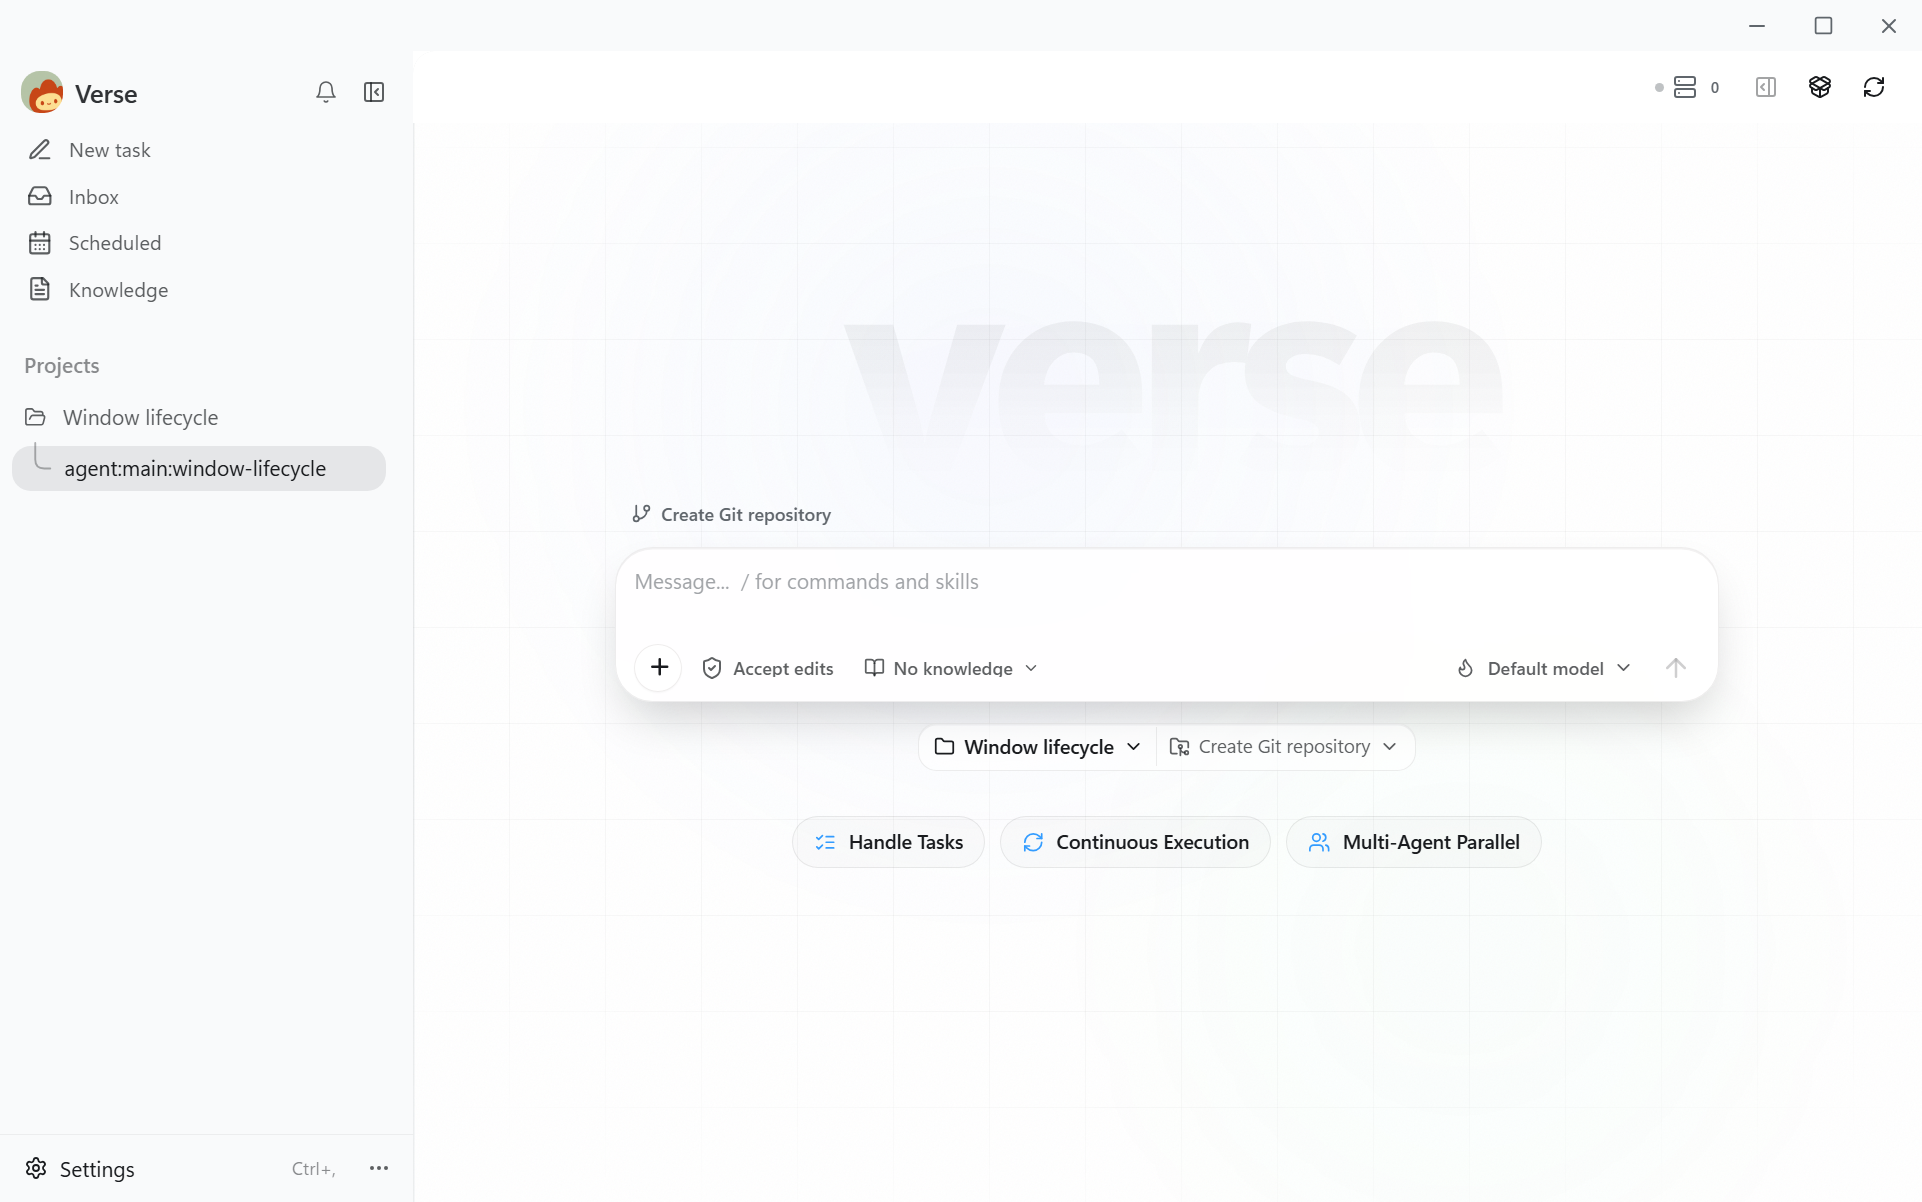 Verse
New task
Inbox
Scheduled
Knowledge
Projects
Window lifecycle
agent:main:window-lifecycle
Settings
Ctrl+,
0
verse
Create Git repository
Message... / for commands and skills
Accept edits
No knowledge
Default model
Window lifecycle
Create Git repository
Handle Tasks
Continuous Execution
Multi-Agent Parallel